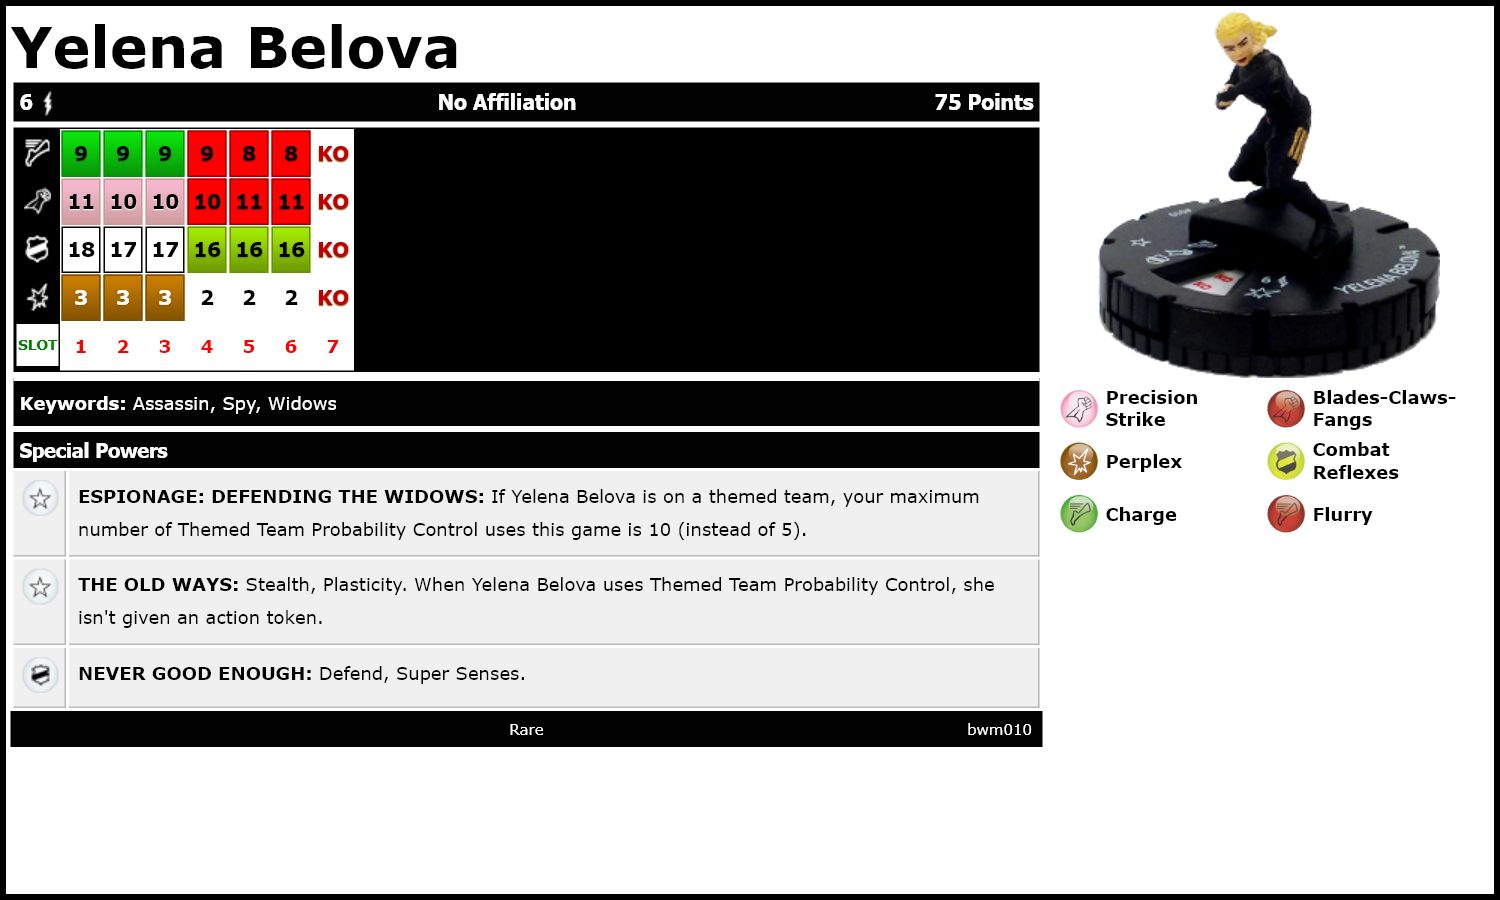 Yelena Belova
6 No Affiliation 75 Points
9 9 9 9 8 8 KO
11 10 10 10 11 11 KO
18 17 17 16 16 16 KO
3 3 3 2 2 2 KO
SLOT 1 2 3 4 5 6 7
Keywords: Assassin, Spy, Widows
Special Powers
ESPIONAGE: DEFENDING THE WIDOWS: If Yelena Belova is on a themed team, your maximum
number of Themed Team Probability Control uses this game is 10 (instead of 5).
THE OLD WAYS: Stealth, Plasticity. When Yelena Belova uses Themed Team Probability Control, she
isn't given an action token.
NEVER GOOD ENOUGH: Defend, Super Senses.
Rare bwm010
#010
KO KO
6
YELENA BELOVA™
Precision
Strike
Blades-Claws-
Fangs
Perplex
Combat
Reflexes
Charge
Flurry